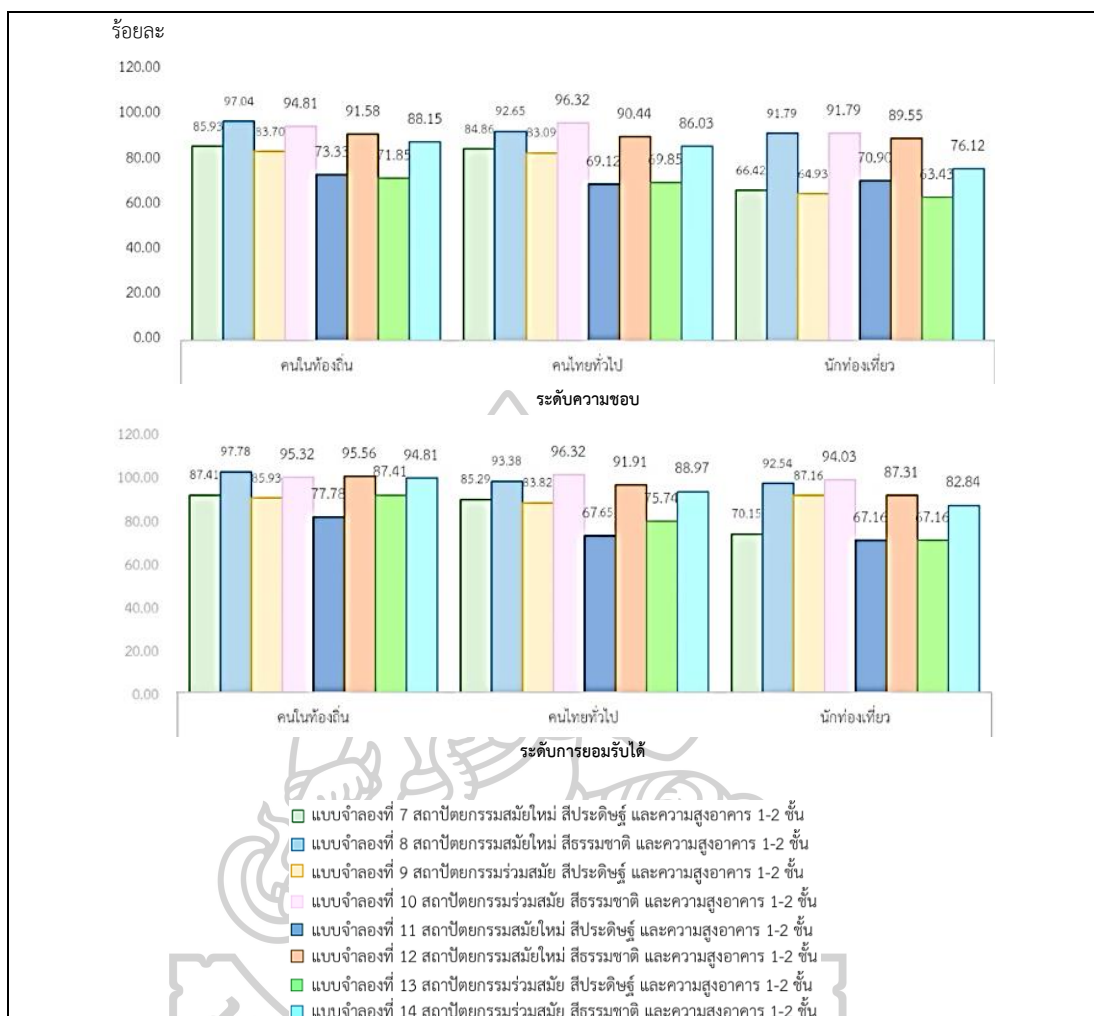 ร้อยละ
120.00
97.04 94.81 96.32
100.00 85.93 83.70 91.58 88.15 84.86 92.65 83.09 90.44 86.03 91.79 91.79 89.55
80.00 73.33 71.85 69.12 69.85 66.42 64.93 70.90 63.43 76.12
60.00
40.00
20.00
0.00
คนในท้องถิ่น คนไทยทั่วไป นักท่องเที่ยว
ระดับความชอบ
120.00
97.78 95.32 95.56 94.81 93.38 96.32 91.91 92.54 94.03
100.00 87.41 85.93 87.41 85.29 83.82 88.97 87.16 87.31 82.84
80.00 77.78 67.65 75.74 70.15 67.16 67.16
60.00
40.00
20.00
0.00
คนในท้องถิ่น คนไทยทั่วไป นักท่องเที่ยว
ระดับการยอมรับได้
แบบจำลองที่ 7 สถาปัตยกรรมสมัยใหม่ สีประดิษฐ์ และความสูงอาคาร 1-2 ชั้น
แบบจำลองที่ 8 สถาปัตยกรรมสมัยใหม่ สีธรรมชาติ และความสูงอาคาร 1-2 ชั้น
แบบจำลองที่ 9 สถาปัตยกรรมร่วมสมัย สีประดิษฐ์ และความสูงอาคาร 1-2 ชั้น
แบบจำลองที่ 10 สถาปัตยกรรมร่วมสมัย สีธรรมชาติ และความสูงอาคาร 1-2 ชั้น
แบบจำลองที่ 11 สถาปัตยกรรมสมัยใหม่ สีประดิษฐ์ และความสูงอาคาร 1-2 ชั้น
แบบจำลองที่ 12 สถาปัตยกรรมสมัยใหม่ สีธรรมชาติ และความสูงอาคาร 1-2 ชั้น
แบบจำลองที่ 13 สถาปัตยกรรมร่วมสมัย สีประดิษฐ์ และความสูงอาคาร 1-2 ชั้น
แบบจำลองที่ 14 สถาปัตยกรรมร่วมสมัย สีธรรมชาติ และความสูงอาคาร 1-2 ชั้น